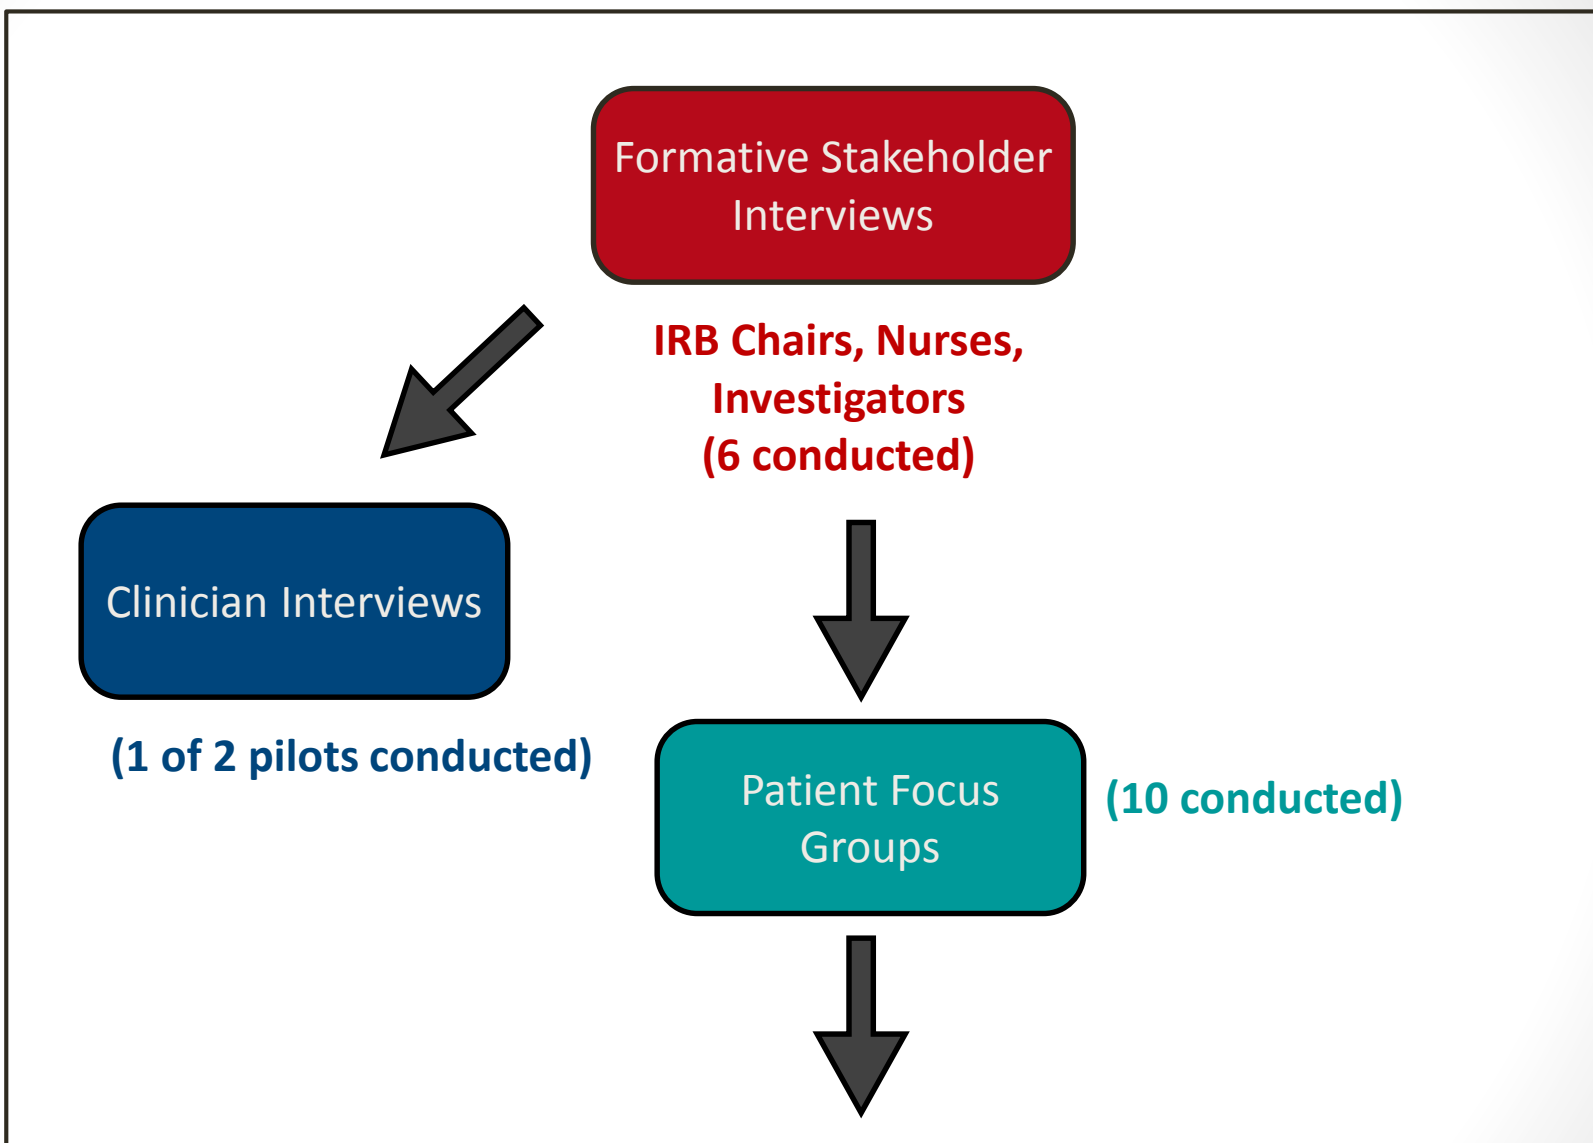 Formative Stakeholder
Interviews
IRB Chairs, Nurses,
Investigators
(6 conducted)
Clinician Interviews
(1 of 2 pilots conducted)
Patient Focus
Groups
(10 conducted)